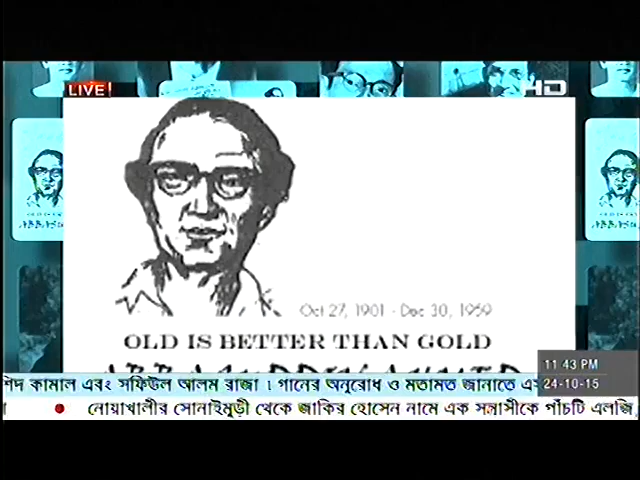 LIVE!
HD
Oct 27, 1901 - Dec 30, 1959
OLD IS BETTER THAN GOLD
11:43 PM
শিদ কামাল এবং সফিউল আলম রাজা । গানের অনুরোধ ও মতামত জানাতে
24-10-15
নোয়াখালীর সোনাইমুড়ী থেকে জাকির হোসেন নামে এক সন্ত্রাসীকে পাঁচটি এলজি